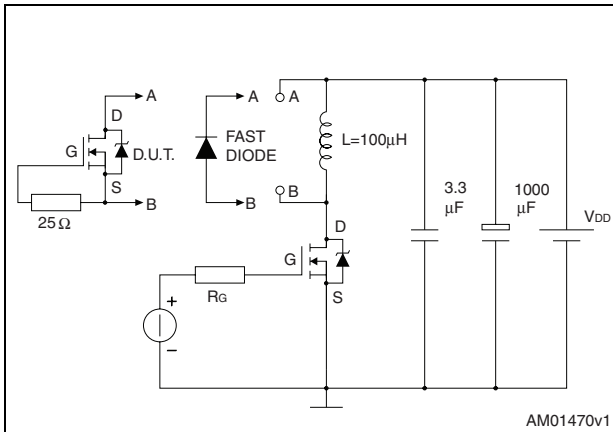 A
D
G
D.U.T.
S
B
25 Ω
A
FAST
DIODE
B
A
L=100µH
B
D
G
S
RG
+
–
3.3
µF
1000
µF
VDD
AM01470v1